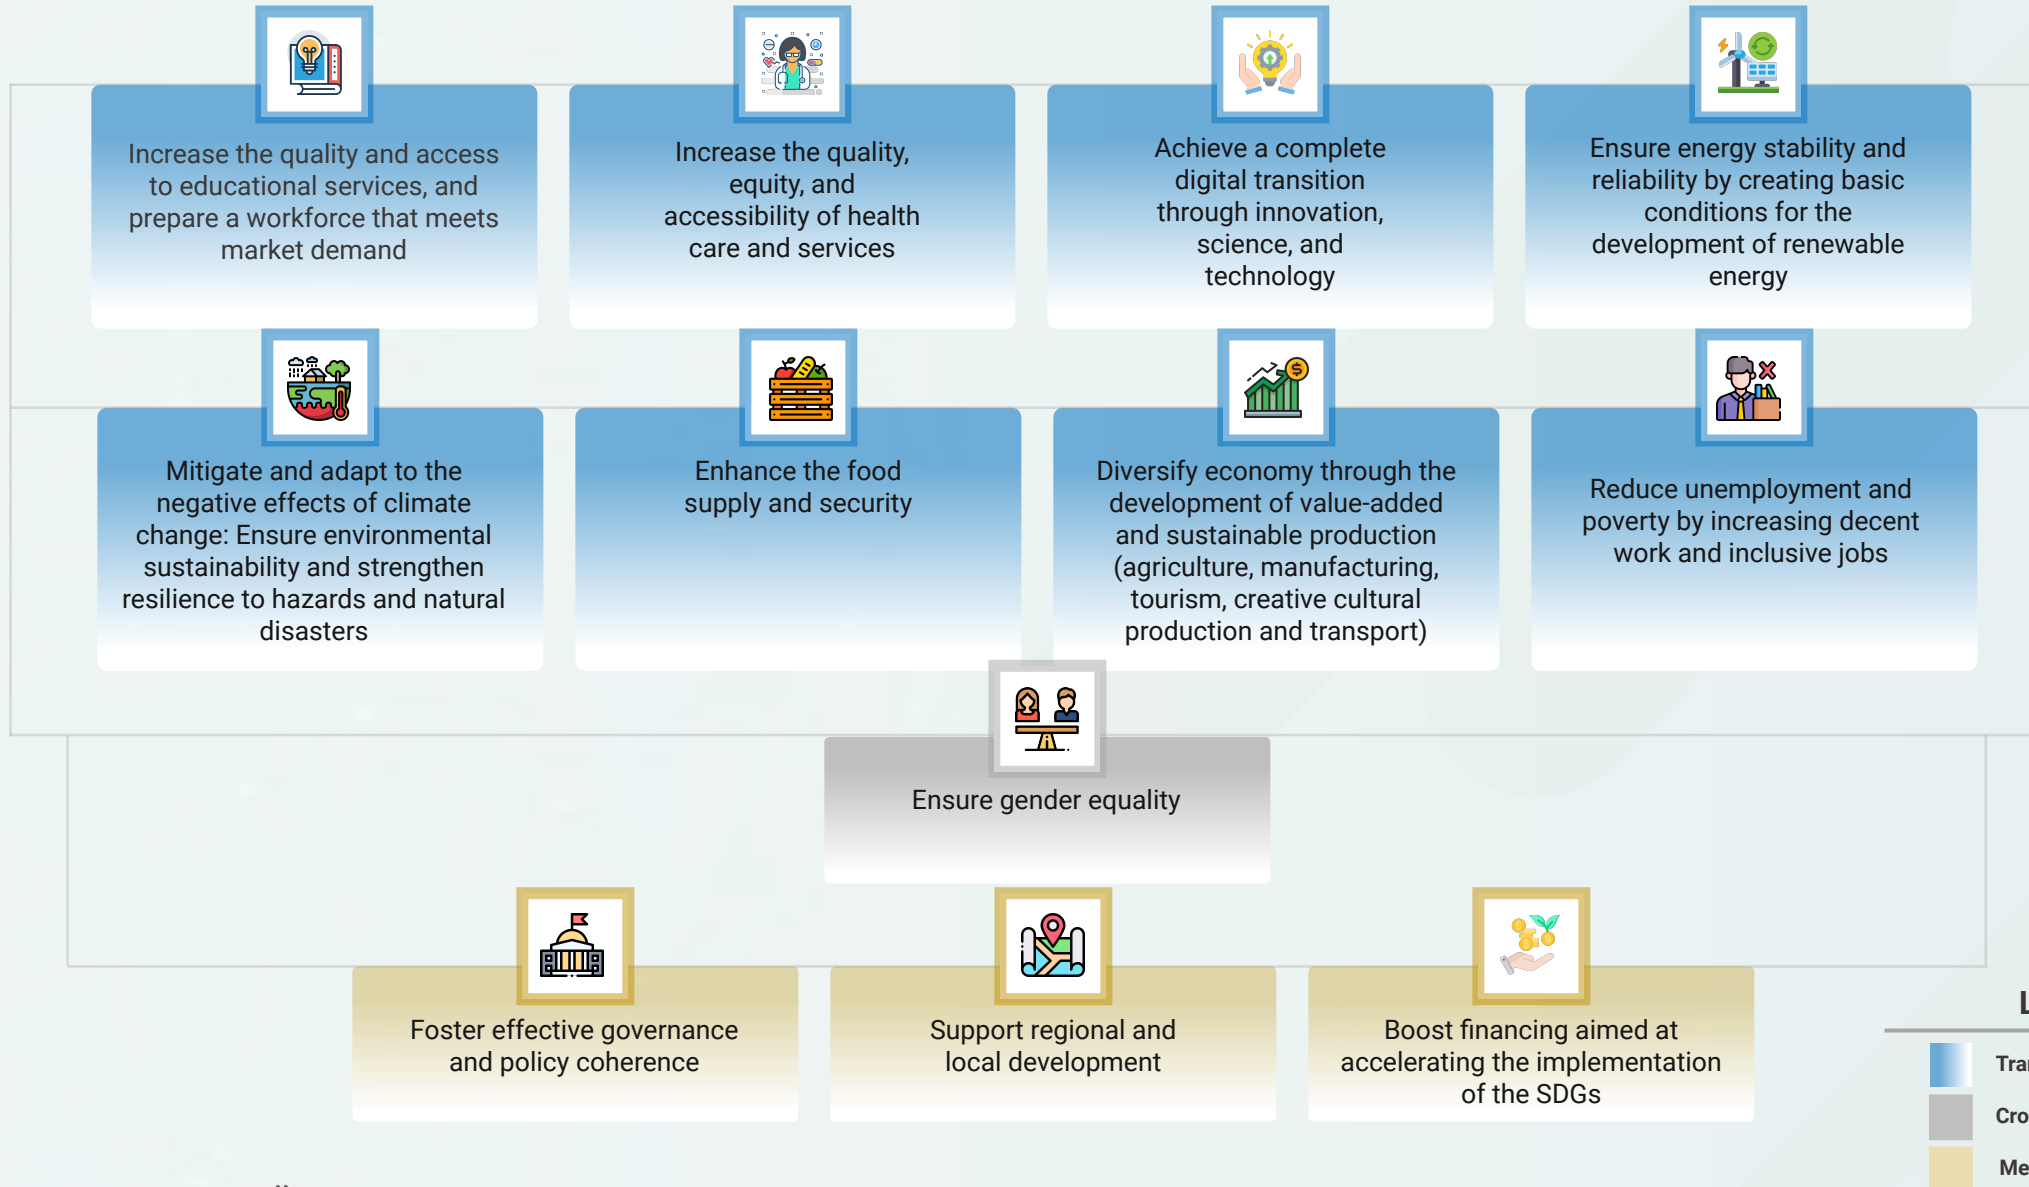 Increase the quality and access
to educational services, and
prepare a workforce that meets
market demand
Increase the quality,
equity, and
accessibility of health
care and services
Achieve a complete
digital transition
through innovation,
science, and
technology
Ensure energy stability and
reliability by creating basic
conditions for the
development of renewable
energy
Mitigate and adapt to the
negative effects of climate
change: Ensure environmental
sustainability and strengthen
resilience to hazards and natural
disasters
Enhance the food
supply and security
Diversify economy through the
development of value-added
and sustainable production
(agriculture, manufacturing,
tourism, creative cultural
production and transport)
Reduce unemployment and
poverty by increasing decent
work and inclusive jobs
Ensure gender equality
Foster effective governance
and policy coherence
Support regional and
local development
Boost financing aimed at
accelerating the implementation
of the SDGs